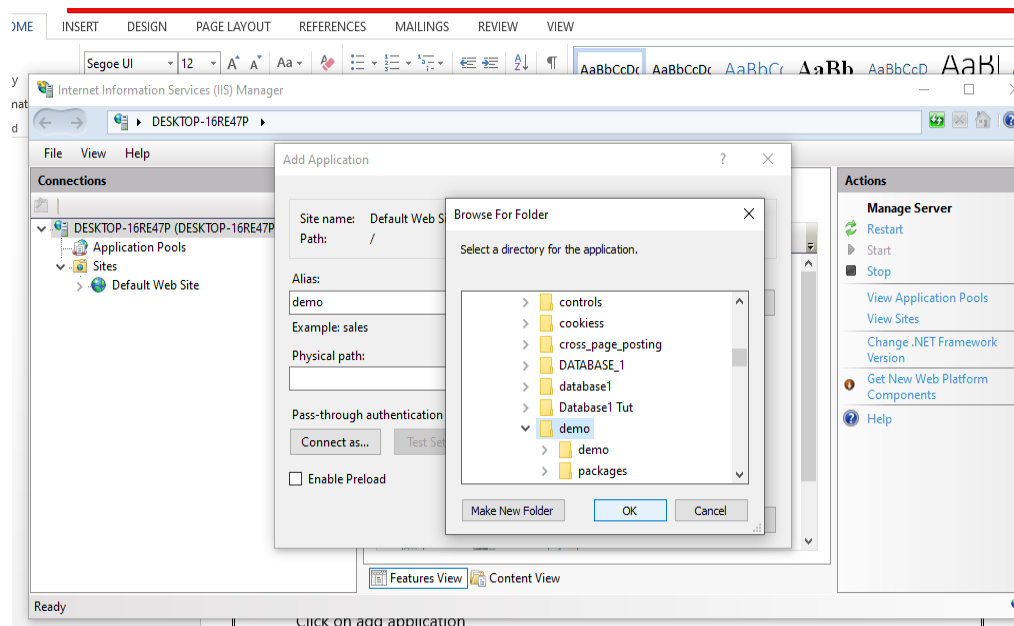 OME INSERT DESIGN PAGE LAYOUT REFERENCES MAILINGS REVIEW VIEW
Segoe UI 12 Aa
AaBbCcDc AaBbCcDc AaBbCc AaBb AaBbCcD AaBl
y
nat
d
Internet Information Services (IIS) Manager
DESKTOP-16RE47P
File View Help
Connections
DESKTOP-16RE47P (DESKTOP-16RE47P
Application Pools
Sites
Default Web Site
Add Application
Site name: Default Web Si
Path: /
Alias:
demo
Example: sales
Physical path:
Pass-through authentication
Connect as... Test Set
Enable Preload
Browse For Folder
Select a directory for the application.
controls
cookiess
cross_page_posting
DATABASE_1
database1
Database1 Tut
demo
demo
packages
Make New Folder OK Cancel
Features View Content View
Actions
Manage Server
Restart
Start
Stop
View Application Pools
View Sites
Change .NET Framework
Version
Get New Web Platform
Components
Help
Ready
Click on add application